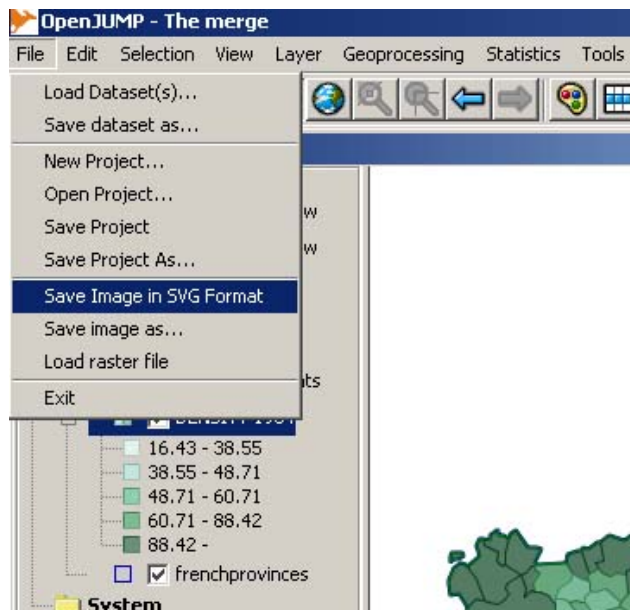 OpenJUMP - The merge
File Edit Selection View Layer Geoprocessing Statistics Tools
Load Dataset(s)...
Save dataset as...
New Project...
Open Project...
Save Project
Save Project As...
Save Image in SVG Format
Save image as...
Load raster file
Exit
16.43 - 38.55
38.55 - 48.71
48.71 - 60.71
60.71 - 88.42
88.42 -
frenchprovinces
System